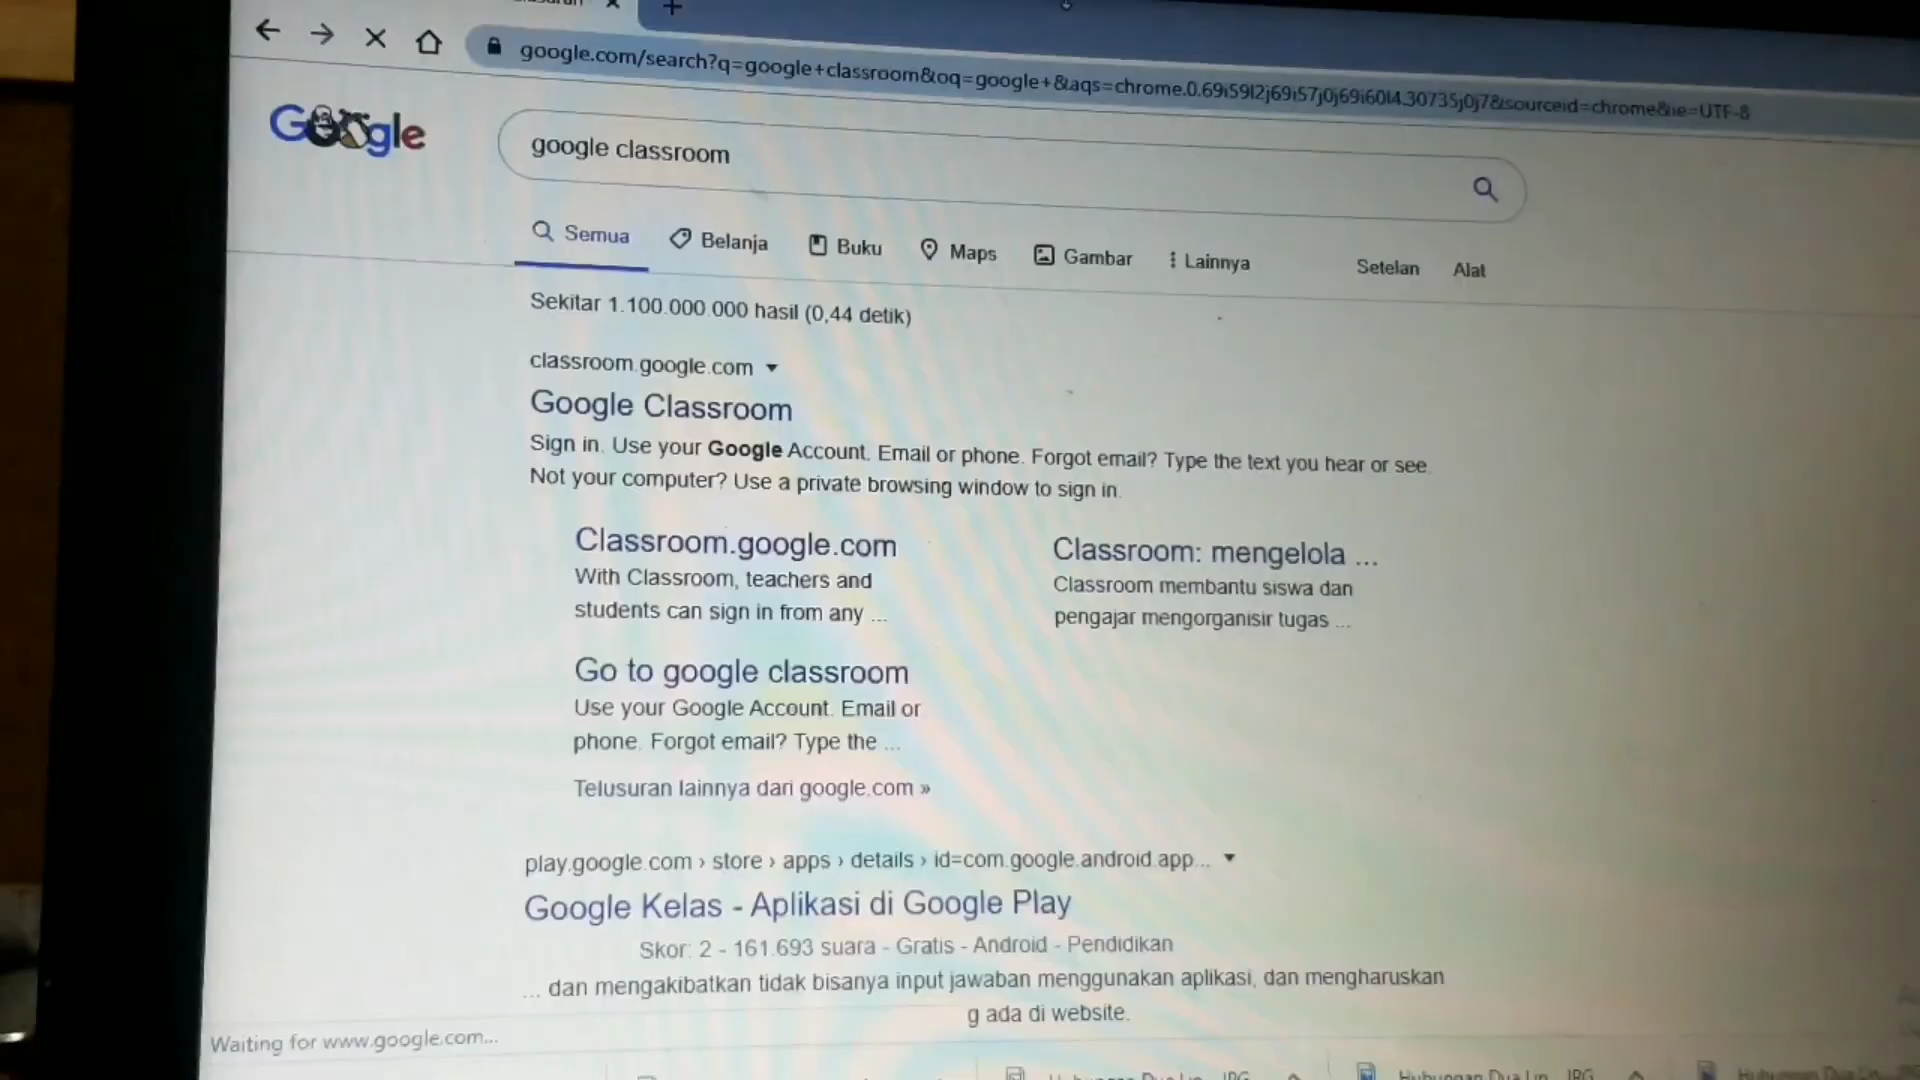 google.com/search?q=google+classroom&oq=google+&aqs=chrome.0.69i59l2j69i57j0j69i60l4.30735j0j7&sourceid=chrome&ie=UTF-8
Google
google classroom
Semua Belanja Buku Maps Gambar Lainnya Setelan Alat
Sekitar 1.100.000.000 hasil (0,44 detik)
classroom.google.com
Google Classroom
Sign in. Use your Google Account. Email or phone. Forgot email? Type the text you hear or see.
Not your computer? Use a private browsing window to sign in.
Classroom.google.com
With Classroom, teachers and
students can sign in from any ...
Classroom: mengelola ...
Classroom membantu siswa dan
pengajar mengorganisir tugas ...
Go to google classroom
Use your Google Account. Email or
phone. Forgot email? Type the ...
Telusuran lainnya dari google.com »
play.google.com › store › apps › details › id=com.google.android.app...
Google Kelas - Aplikasi di Google Play
Skor: 2 - 161.693 suara - Gratis - Android - Pendidikan
... dan mengakibatkan tidak bisanya input jawaban menggunakan aplikasi, dan mengharuskan
g ada di website.
Waiting for www.google.com...